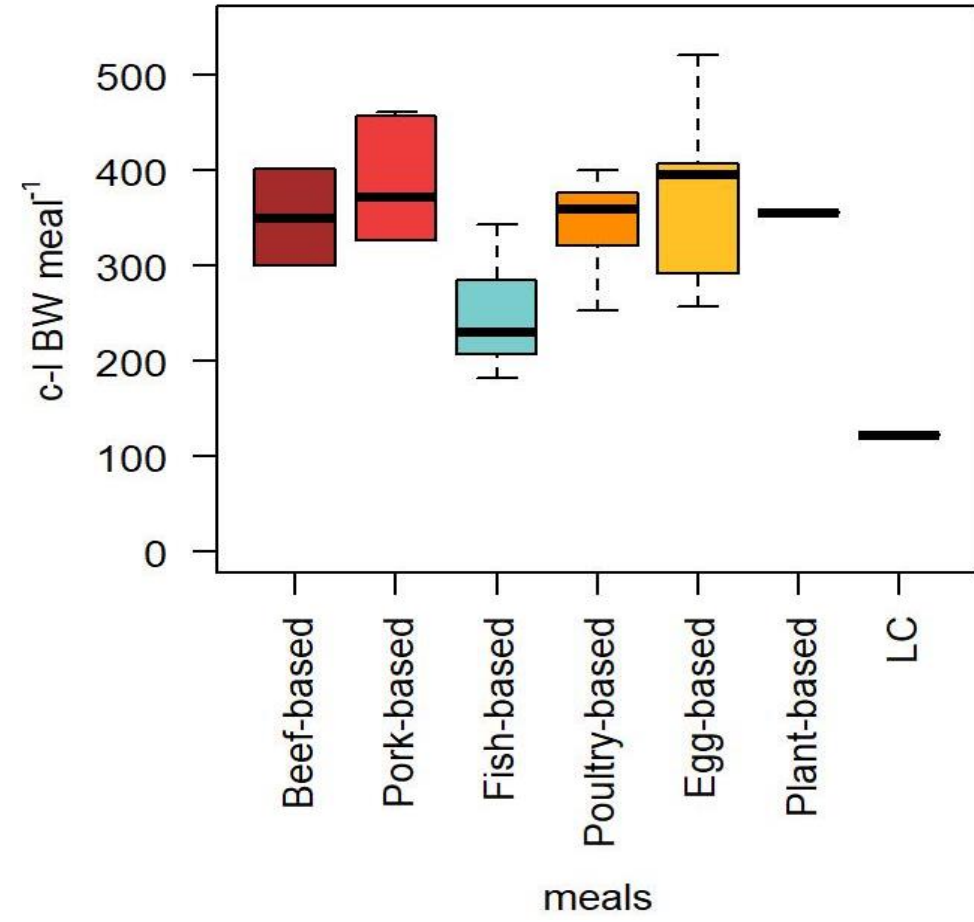 c-l BW meal⁻¹
500
400
300
200
100
0
Beef-based
Pork-based
Fish-based
Poultry-based
Egg-based
Plant-based
LC
meals